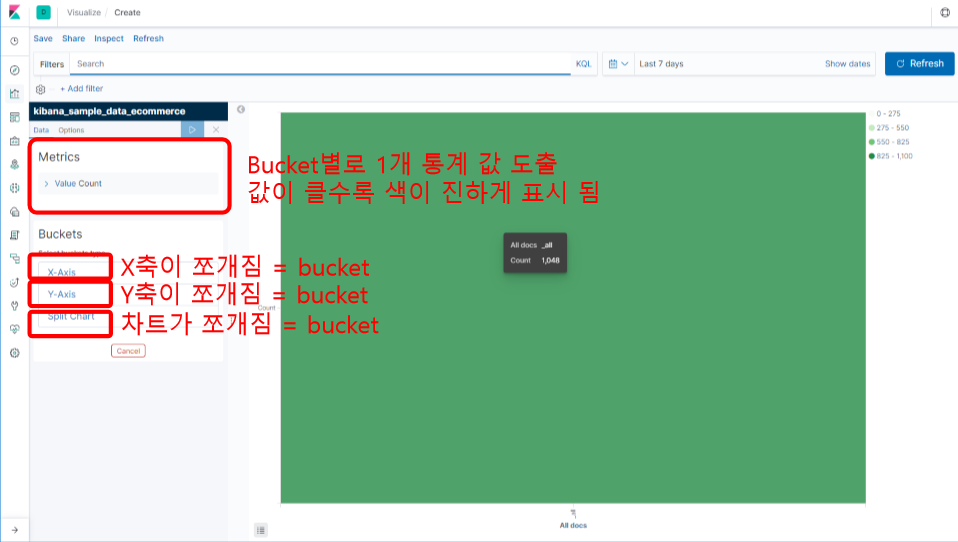 D Visualize / Create
Save Share Inspect Refresh
Filters Search KQL Last 7 days Show dates Refresh
+ Add filter
kibana_sample_data_ecommerce
Data Options
Metrics
Value Count
Bucket별로 1개 통계 값 도출
값이 클수록 색이 진하게 표시 됨
0 - 275
275 - 550
550 - 825
825 - 1,100
Buckets
Select buckets type
X-Axis
X축이 쪼개짐 = bucket
Y-Axis
Y축이 쪼개짐 = bucket
Split Chart
차트가 쪼개짐 = bucket
Cancel
All docs _all
Count 1,048
Count
All docs